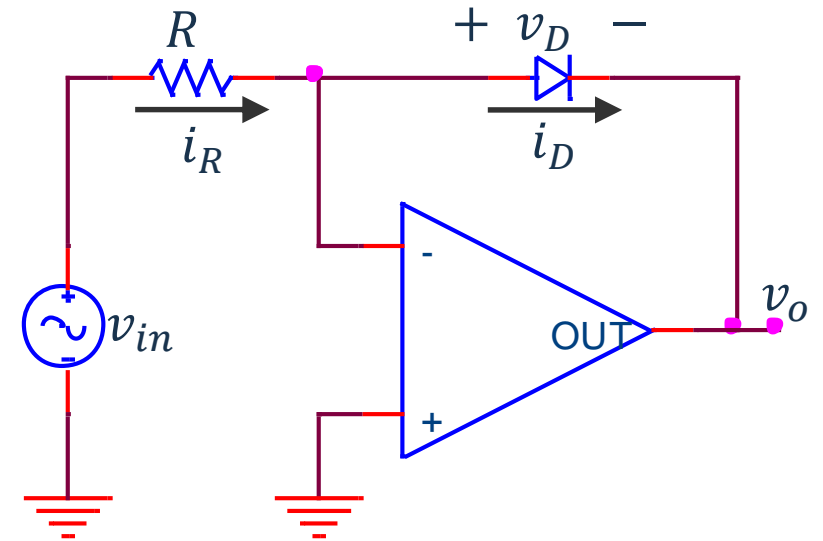 R
+ v_D −
i_R
i_D
-
v_in
OUT
v_o
+